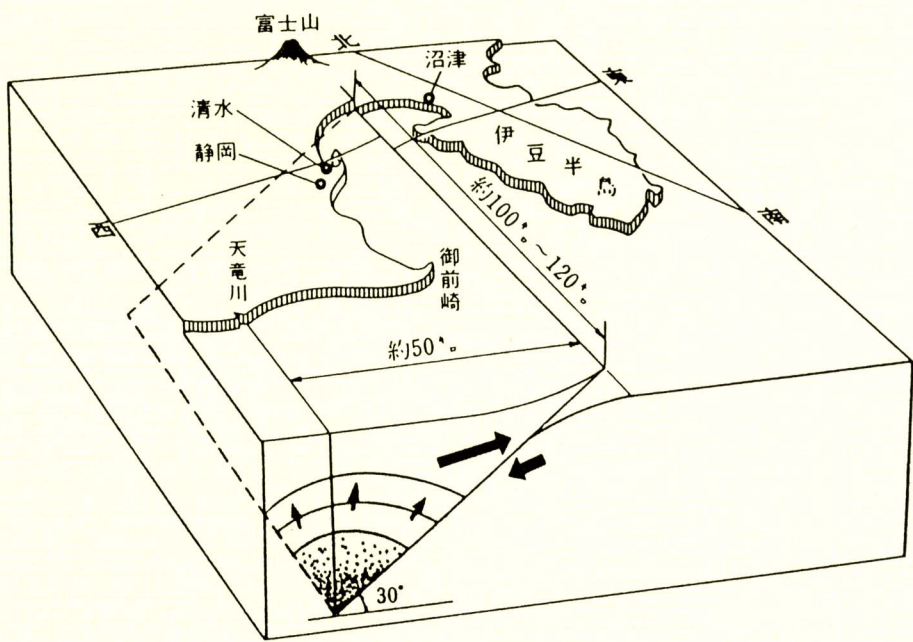 富士山
北
沼津
東
清水
静岡
伊豆半島
西
南
約100㌔~120㌔
天竜川
御前崎
約50㌔
30°